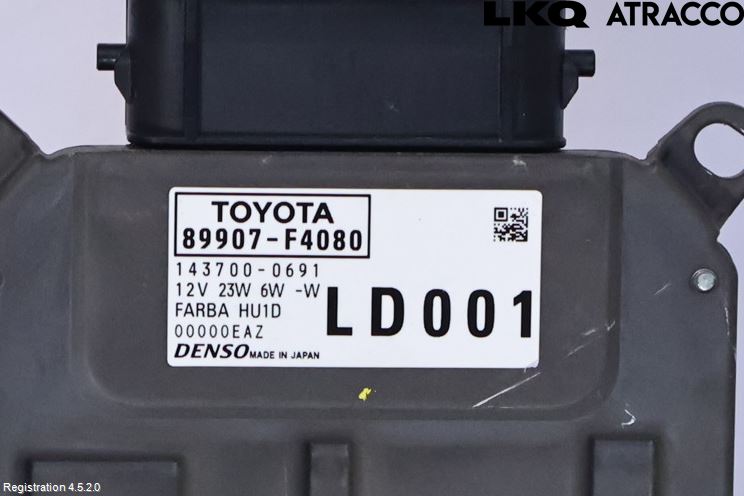 LKQ ATRACCO
TOYOTA
89907-F4080
143700-0691
12V 23W 6W -W
FARBA HU1D
00000EAZ
LD001
DENSO MADE IN JAPAN
Registration 4.5.2.0